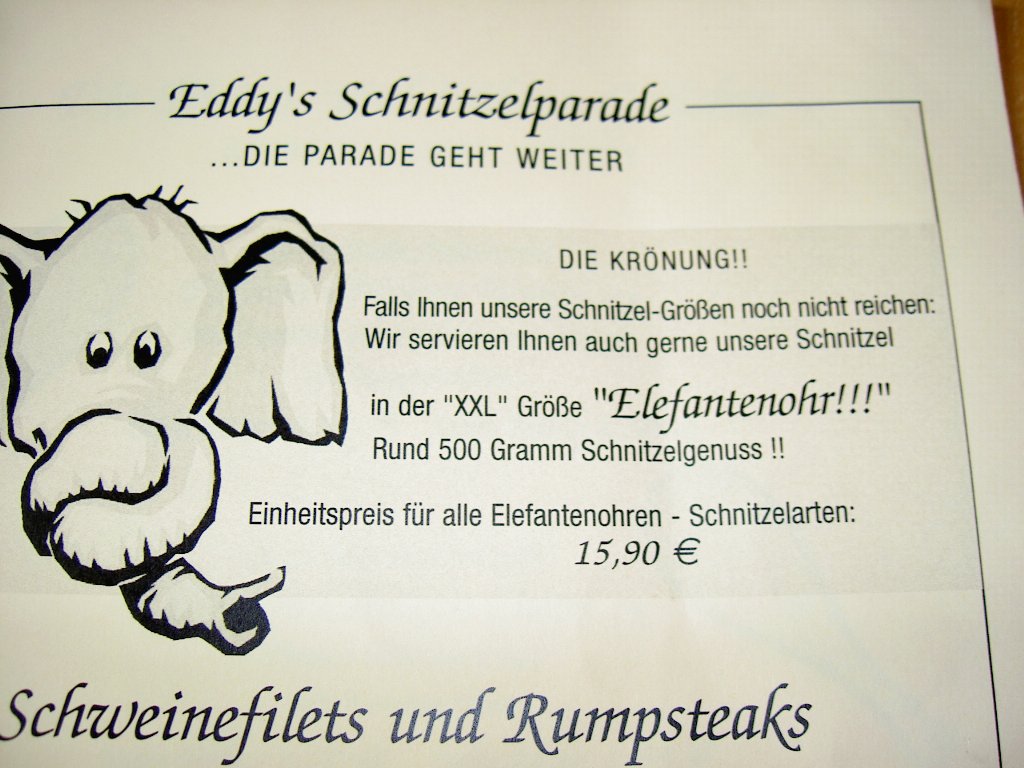 Eddy's Schnitzelparade
...DIE PARADE GEHT WEITER
DIE KRÖNUNG!!
Falls Ihnen unsere Schnitzel-Größen noch nicht reichen:
Wir servieren Ihnen auch gerne unsere Schnitzel
in der "XXL" Größe "Elefantenohr!!!"
Rund 500 Gramm Schnitzelgenuss !!
Einheitspreis für alle Elefantenohren - Schnitzelarten:
15,90 €
Schweinefilets und Rumpsteaks